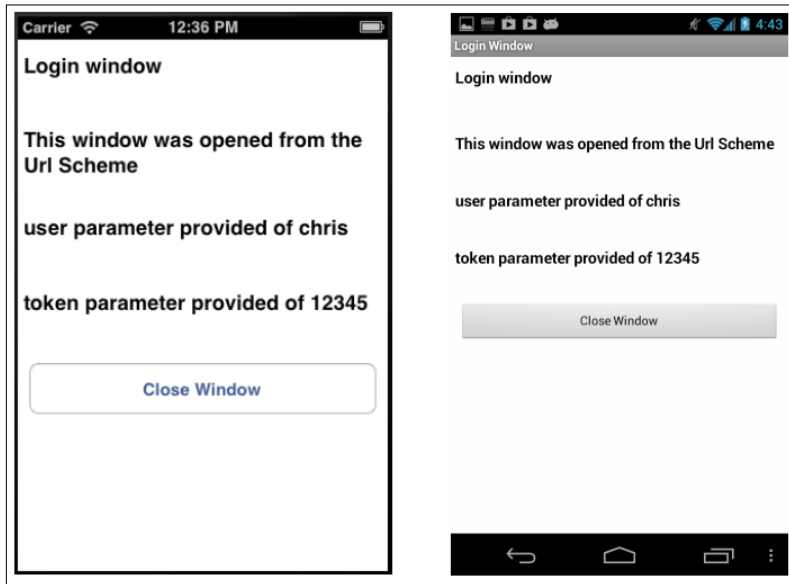 Carrier 12:36 PM
Login window
This window was opened from the
Url Scheme
user parameter provided of chris
token parameter provided of 12345
Close Window
4:43
Login Window
Login window
This window was opened from the Url Scheme
user parameter provided of chris
token parameter provided of 12345
Close Window